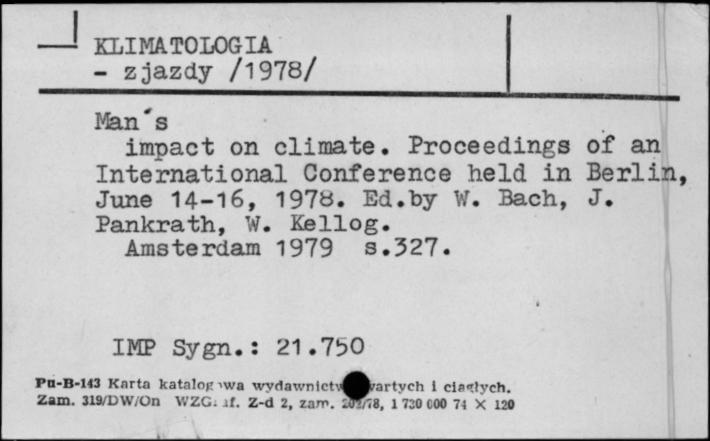 KLIMATOLOGIA
- zjazdy /1978/
Man´s
impact on climate. Proceedings of an
International Conference held in Berlin,
June 14-16, 1978. Ed.by W. Bach, J.
Pankrath, W. Kellog.
Amsterdam 1979 s.327.
IMP Sygn.: 21.750
Pu-B-143 Karta katalogowa wydawnictw zwartych i ciągłych.
Zam. 319/DW/On WZGraf. Z-d 2, zam. 202/78, 1 720 000 74 × 120